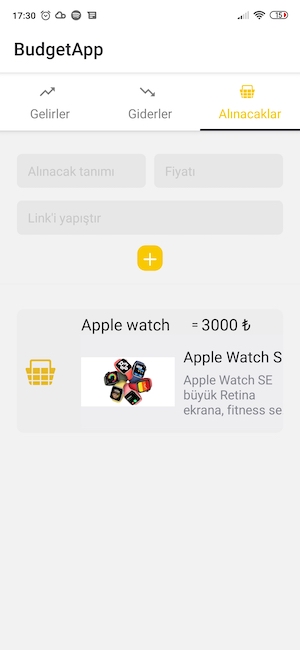 17:30
15
BudgetApp
Gelirler Giderler Alınacaklar
Alınacak tanımı Fiyatı
Link'i yapıştır
Apple watch = 3000 ₺
Apple Watch S
Apple Watch SE
büyük Retina
ekrana, fitness se